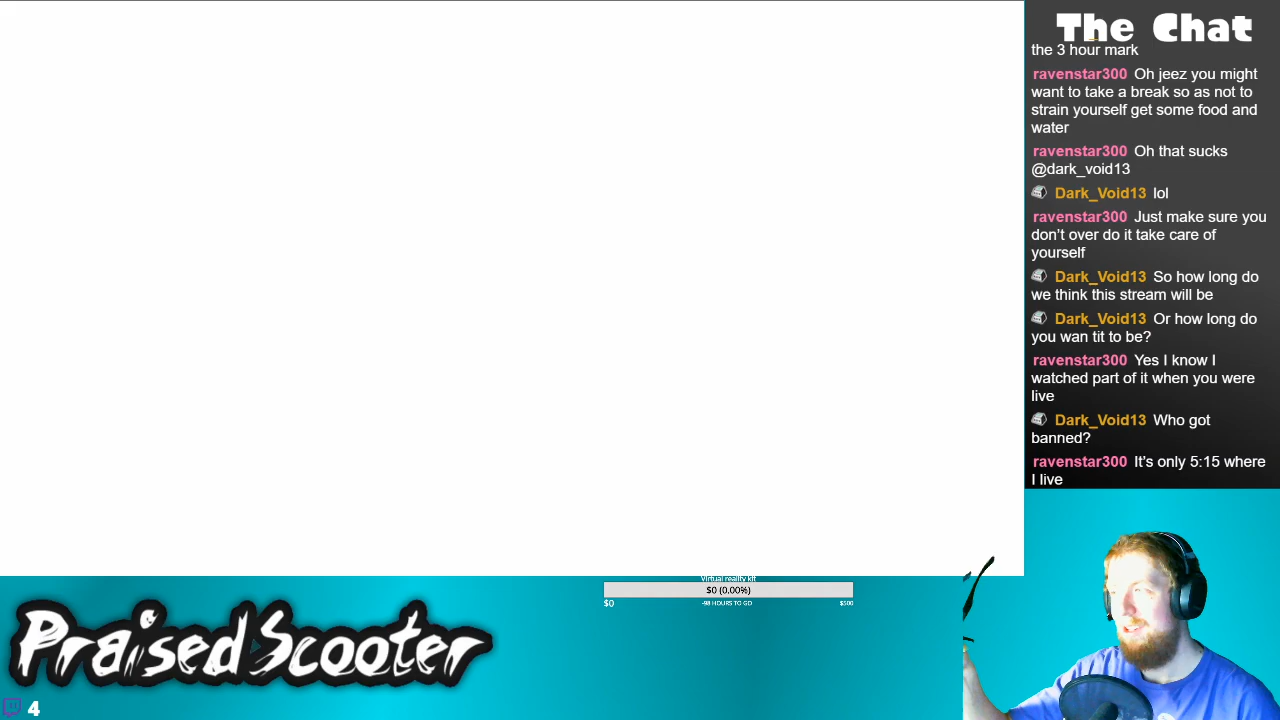 The Chat
the 3 hour mark
ravenstar300 Oh jeez you might
want to take a break so as not to
strain yourself get some food and
water
ravenstar300 Oh that sucks
@dark_void13
Dark_Void13 lol
ravenstar300 Just make sure you
don't over do it take care of
yourself
Dark_Void13 So how long do
we think this stream will be
Dark_Void13 Or how long do
you wan tit to be?
ravenstar300 Yes I know I
watched part of it when you were
live
Dark_Void13 Who got
banned?
ravenstar300 It's only 5:15 where
I live
Virtual reality kit
$0 (0.00%)
$0 -98 HOURS TO GO $500
PraisedScooter
4